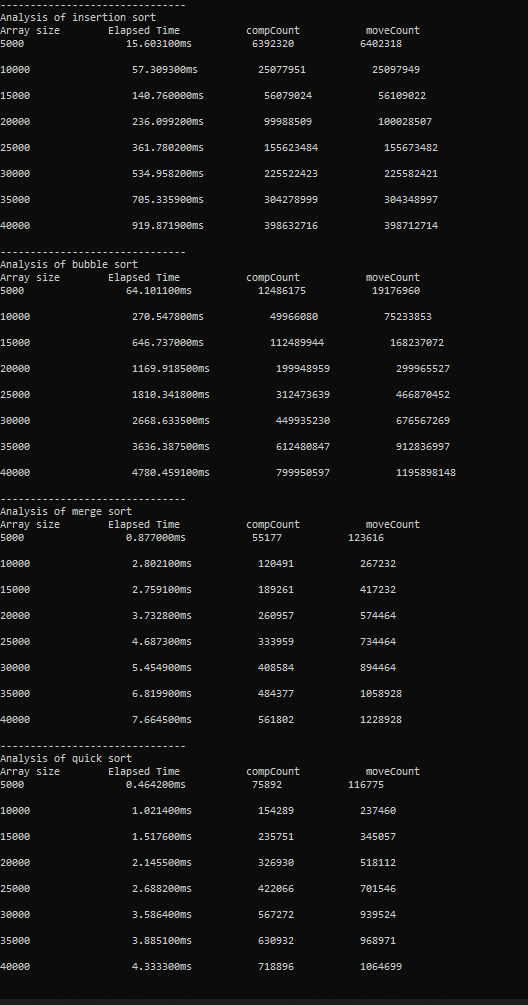 -------------------------------
Analysis of insertion sort
Array size Elapsed Time compCount moveCount
5000 15.603100ms 6392320 6402318
10000 57.309300ms 25077951 25097949
15000 140.760000ms 56079024 56109022
20000 236.099200ms 99988509 100028507
25000 361.780200ms 155623484 155673482
30000 534.958200ms 225522423 225582421
35000 705.335900ms 304278999 304348997
40000 919.871900ms 398632716 398712714
-------------------------------
Analysis of bubble sort
Array size Elapsed Time compCount moveCount
5000 64.101100ms 12486175 19176960
10000 270.547800ms 49966080 75233853
15000 646.737000ms 112489944 168237072
20000 1169.918500ms 199948959 299965527
25000 1810.341800ms 312473639 466870452
30000 2668.633500ms 449935230 676567269
35000 3636.387500ms 612480847 912836997
40000 4780.459100ms 799950597 1195898148
-------------------------------
Analysis of merge sort
Array size Elapsed Time compCount moveCount
5000 0.877000ms 55177 123616
10000 2.802100ms 120491 267232
15000 2.759100ms 189261 417232
20000 3.732800ms 260957 574464
25000 4.687300ms 333959 734464
30000 5.454900ms 408584 894464
35000 6.819900ms 484377 1058928
40000 7.664500ms 561802 1228928
-------------------------------
Analysis of quick sort
Array size Elapsed Time compCount moveCount
5000 0.464200ms 75892 116775
10000 1.021400ms 154289 237460
15000 1.517600ms 235751 345057
20000 2.145500ms 326930 518112
25000 2.688200ms 422066 701546
30000 3.586400ms 567272 939524
35000 3.885100ms 630932 968971
40000 4.333300ms 718896 1064699